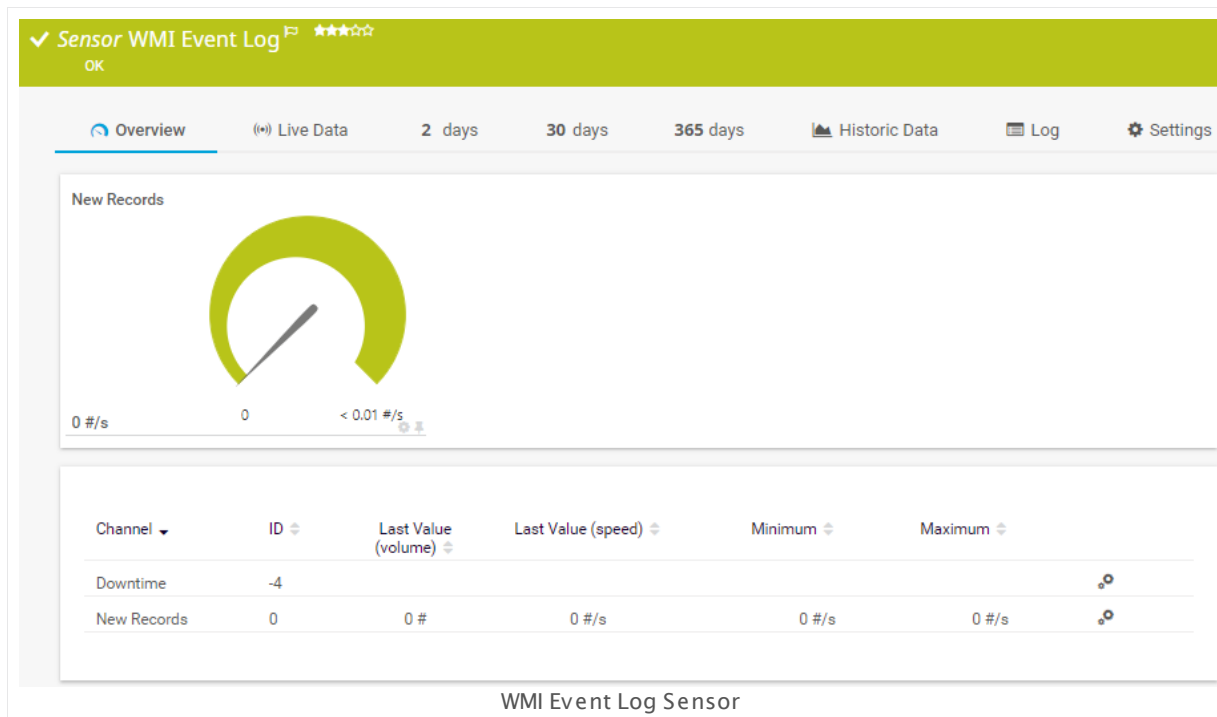 Sensor WMI Event Log
OK
Overview Live Data 2 days 30 days 365 days Historic Data Log Settings
New Records
0 #/s
0 < 0.01 #/s
Channel ID Last Value (volume) Last Value (speed) Minimum Maximum
Downtime -4
New Records 0 0 # 0 #/s 0 #/s 0 #/s
WMI Event Log Sensor